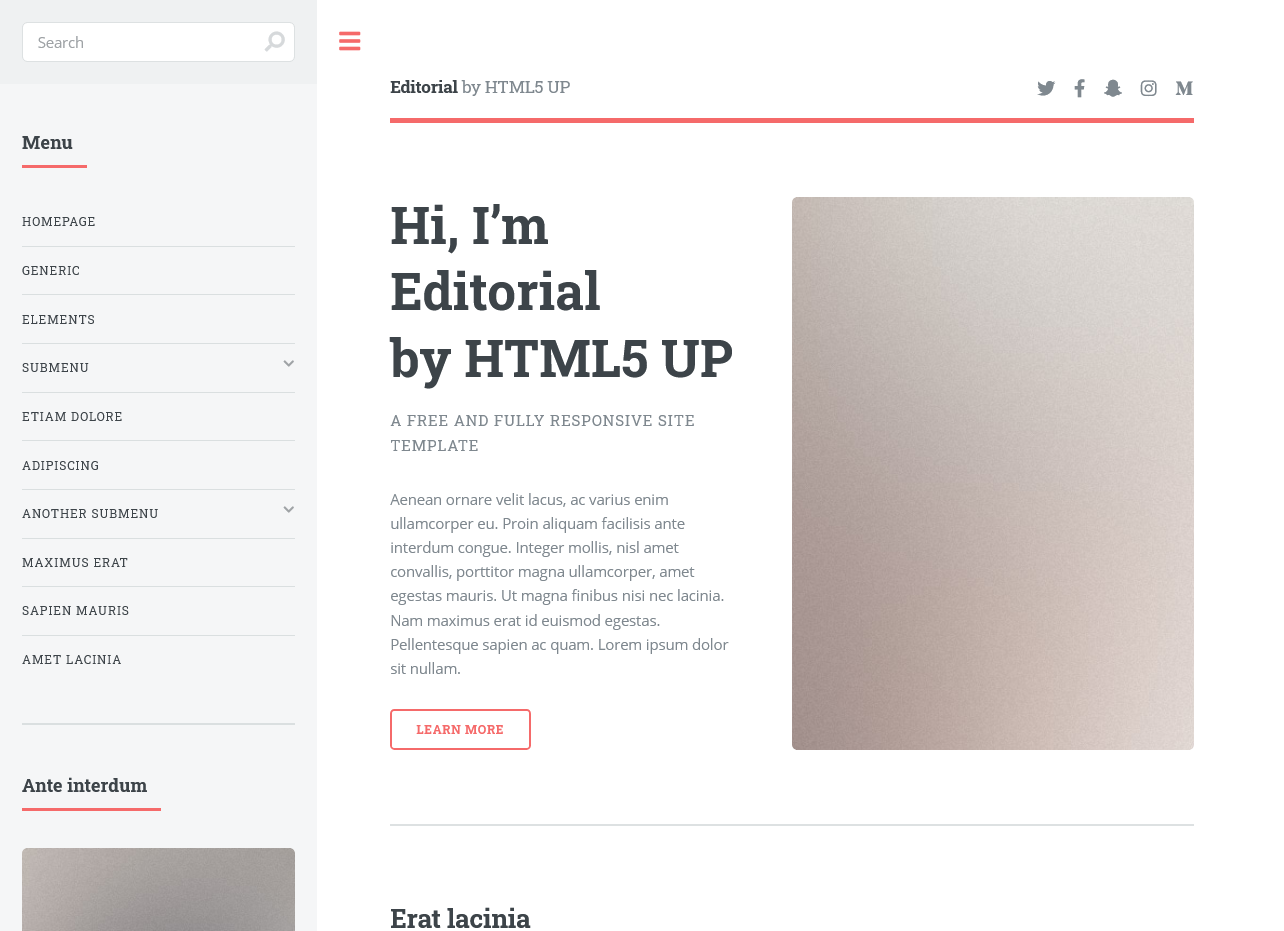 Search
Menu
HOMEPAGE
GENERIC
ELEMENTS
SUBMENU
ETIAM DOLORE
ADIPISCING
ANOTHER SUBMENU
MAXIMUS ERAT
SAPIEN MAURIS
AMET LACINIA
Ante interdum
Editorial by HTML5 UP
Hi, I’m
Editorial
by HTML5 UP
A FREE AND FULLY RESPONSIVE SITE
TEMPLATE
Aenean ornare velit lacus, ac varius enim
ullamcorper eu. Proin aliquam facilisis ante
interdum congue. Integer mollis, nisl amet
convallis, porttitor magna ullamcorper, amet
egestas mauris. Ut magna finibus nisi nec lacinia.
Nam maximus erat id euismod egestas.
Pellentesque sapien ac quam. Lorem ipsum dolor
sit nullam.
LEARN MORE
Erat lacinia